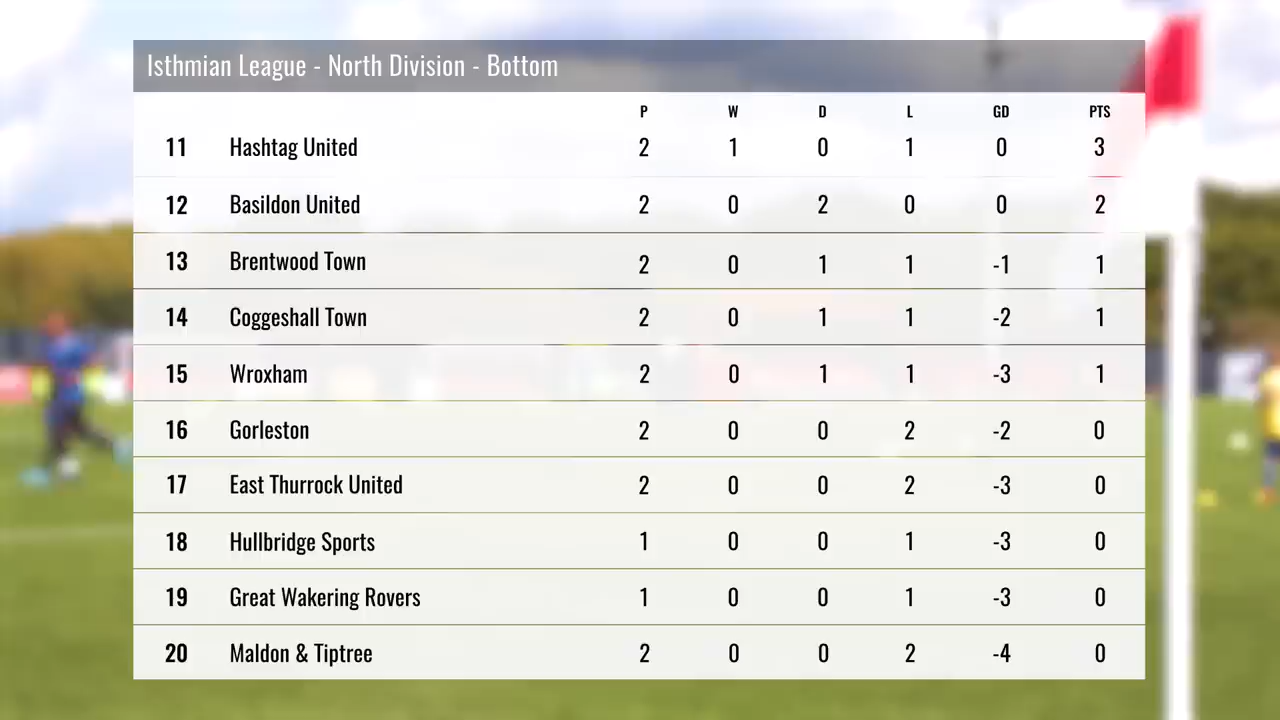 Isthmian League - North Division - Bottom
P W D L GD PTS
11 Hashtag United 2 1 0 1 0 3
12 Basildon United 2 0 2 0 0 2
13 Brentwood Town 2 0 1 1 -1 1
14 Coggeshall Town 2 0 1 1 -2 1
15 Wroxham 2 0 1 1 -3 1
16 Gorleston 2 0 0 2 -2 0
17 East Thurrock United 2 0 0 2 -3 0
18 Hullbridge Sports 1 0 0 1 -3 0
19 Great Wakering Rovers 1 0 0 1 -3 0
20 Maldon & Tiptree 2 0 0 2 -4 0